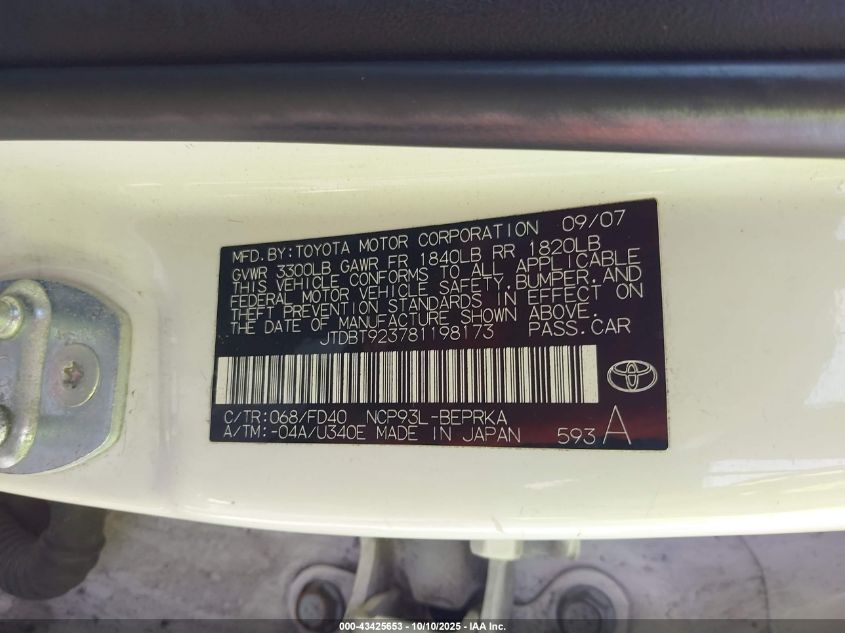 MFD. BY: TOYOTA MOTOR CORPORATION 09/07
GVWR 3300LB GAWR FR 1840LB RR 1820LB
THIS VEHICLE CONFORMS TO ALL APPLICABLE
FEDERAL MOTOR VEHICLE SAFETY, BUMPER, AND
THEFT PREVENTION STANDARDS IN EFFECT ON
THE DATE OF MANUFACTURE SHOWN ABOVE.
JTDBT923781198173 PASS. CAR
C/TR: 068/FD40 NCP93L-BEPRKA
A/TM: -04A/U340E MADE IN JAPAN 593 A
000-43425653 - 10/10/2025 - IAA Inc.